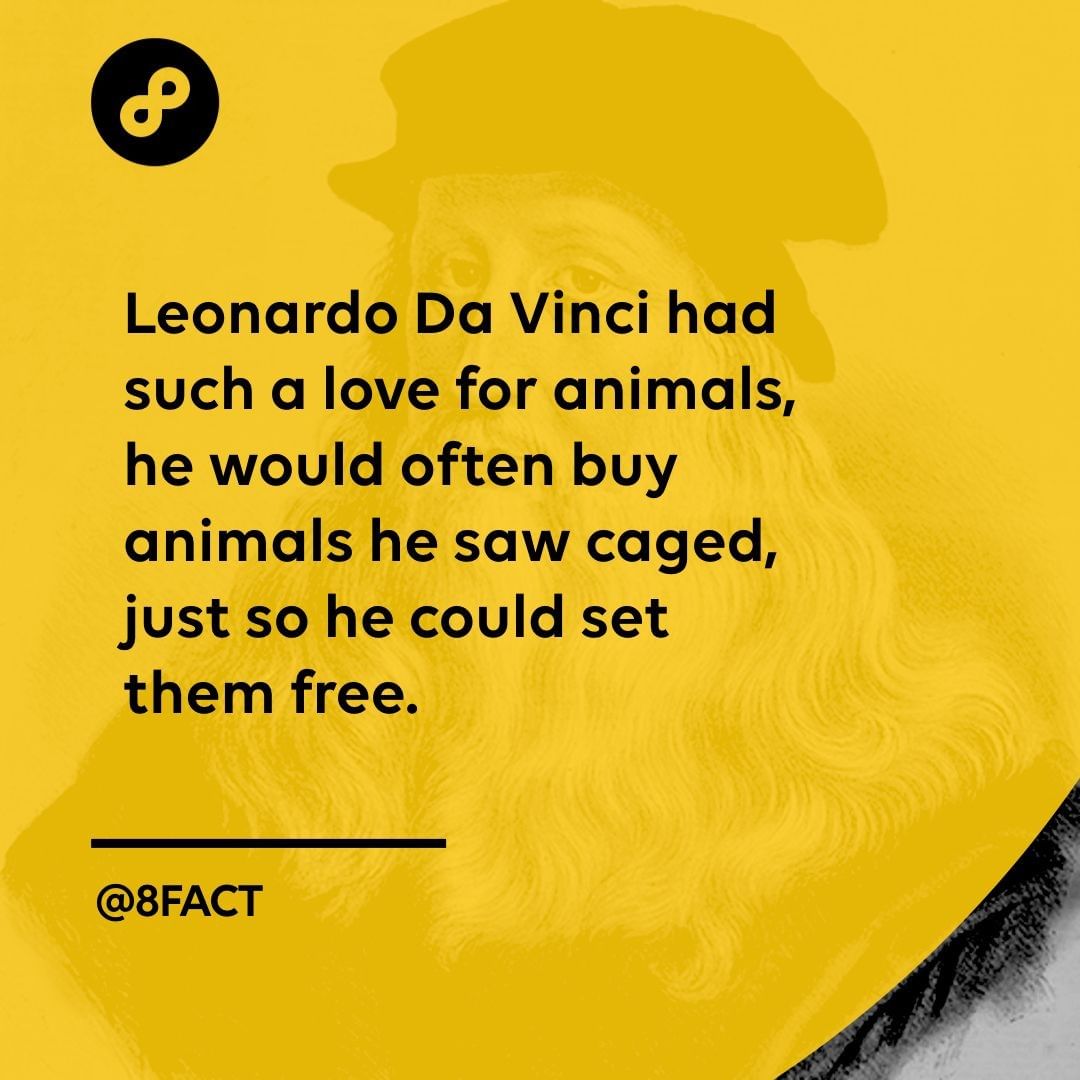 Leonardo Da Vinci had
such a love for animals,
he would often buy
animals he saw caged,
just so he could set
them free.
@8FACT